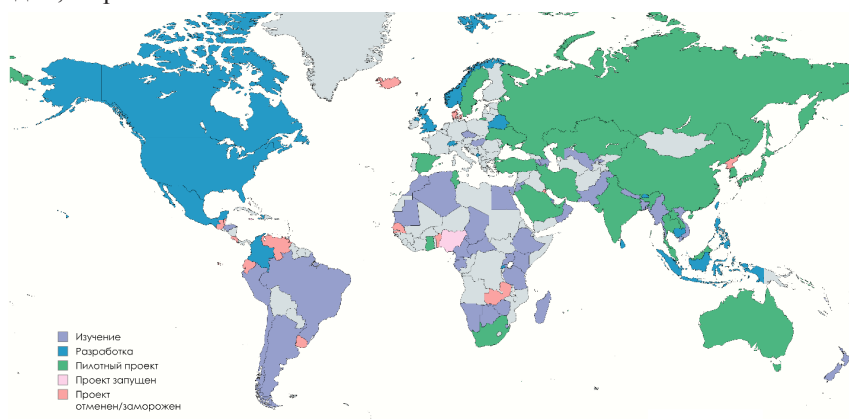 Изучение
Разработка
Пилотный проект
Проект запущен
Проект
отменен/заморожен